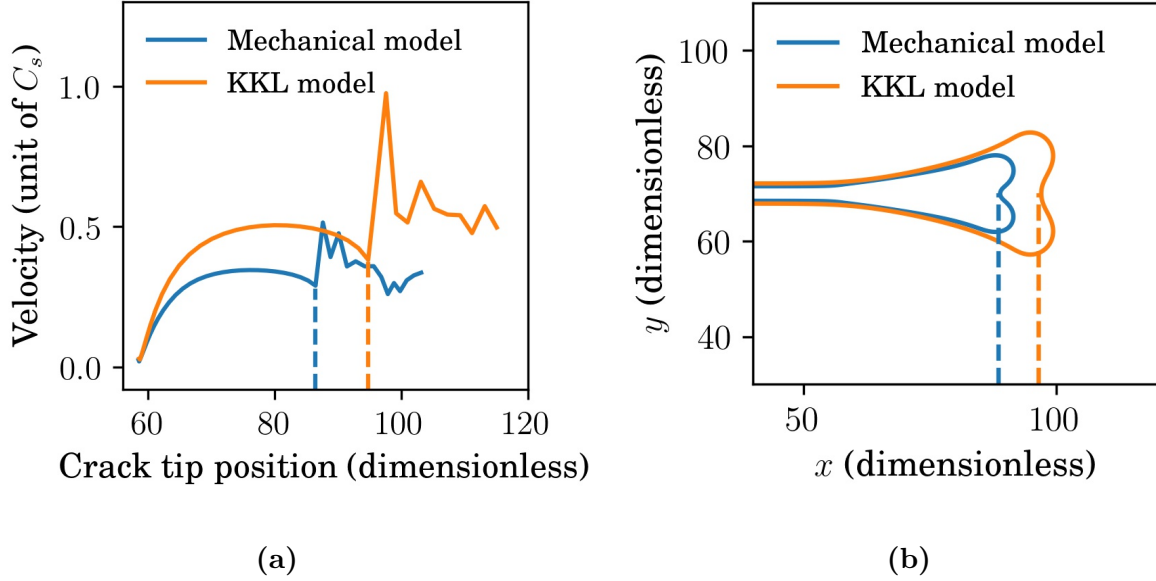 Velocity (unit of C_s)
1.0
0.5
0.0
Mechanical model
KKL model
60
80
100
120
Crack tip position (dimensionless)
(a)
y (dimensionless)
100
80
60
40
Mechanical model
KKL model
50
100
x (dimensionless)
(b)